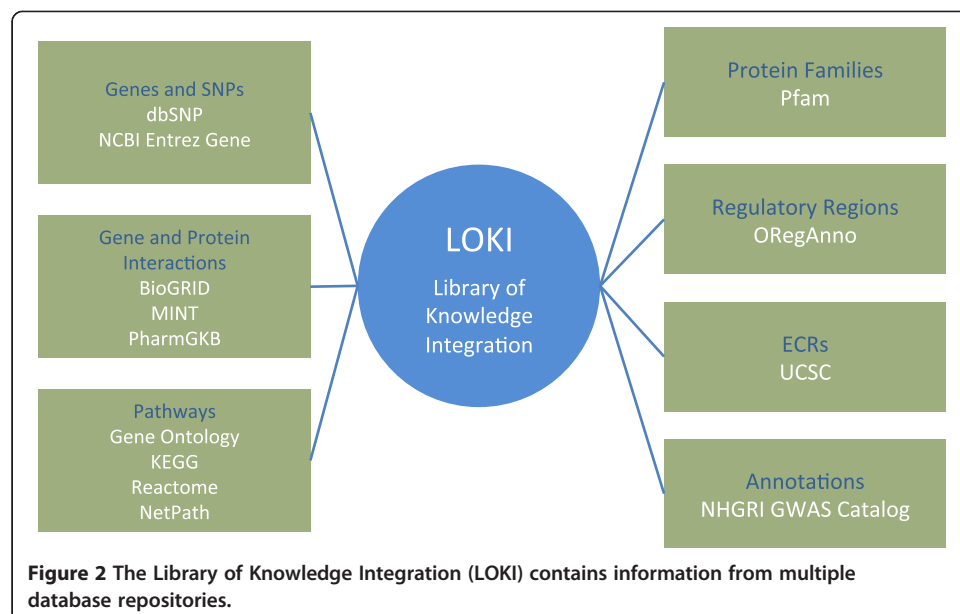 Genes and SNPs
dbSNP
NCBI Entrez Gene
Gene and Protein
Interactions
BioGRID
MINT
PharmGKB
Pathways
Gene Ontology
KEGG
Reactome
NetPath
LOKI
Library of
Knowledge
Integration
Protein Families
Pfam
Regulatory Regions
ORegAnno
ECRs
UCSC
Annotations
NHGRI GWAS Catalog
Figure 2 The Library of Knowledge Integration (LOKI) contains information from multiple
database repositories.